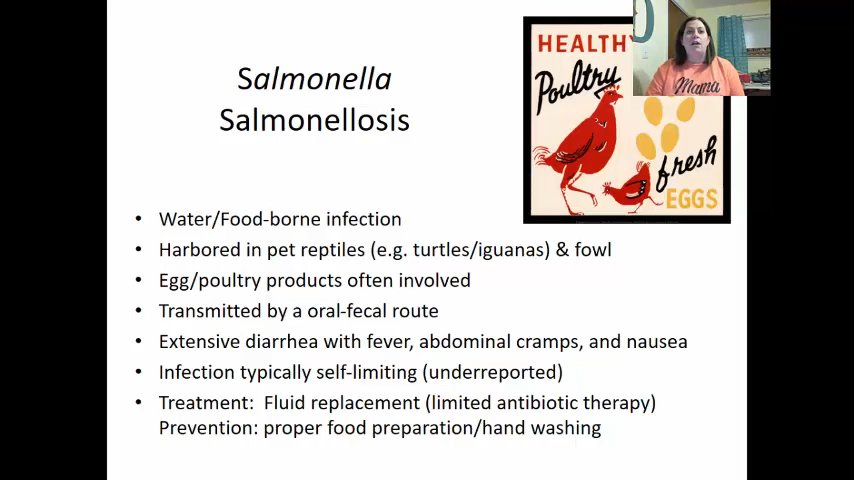 Salmonella
Salmonellosis
HEALTHY
Poultry
fresh
EGGS
Mama
• Water/Food-borne infection
• Harbored in pet reptiles (e.g. turtles/iguanas) & fowl
• Egg/poultry products often involved
• Transmitted by a oral-fecal route
• Extensive diarrhea with fever, abdominal cramps, and nausea
• Infection typically self-limiting (underreported)
• Treatment: Fluid replacement (limited antibiotic therapy)
Prevention: proper food preparation/hand washing